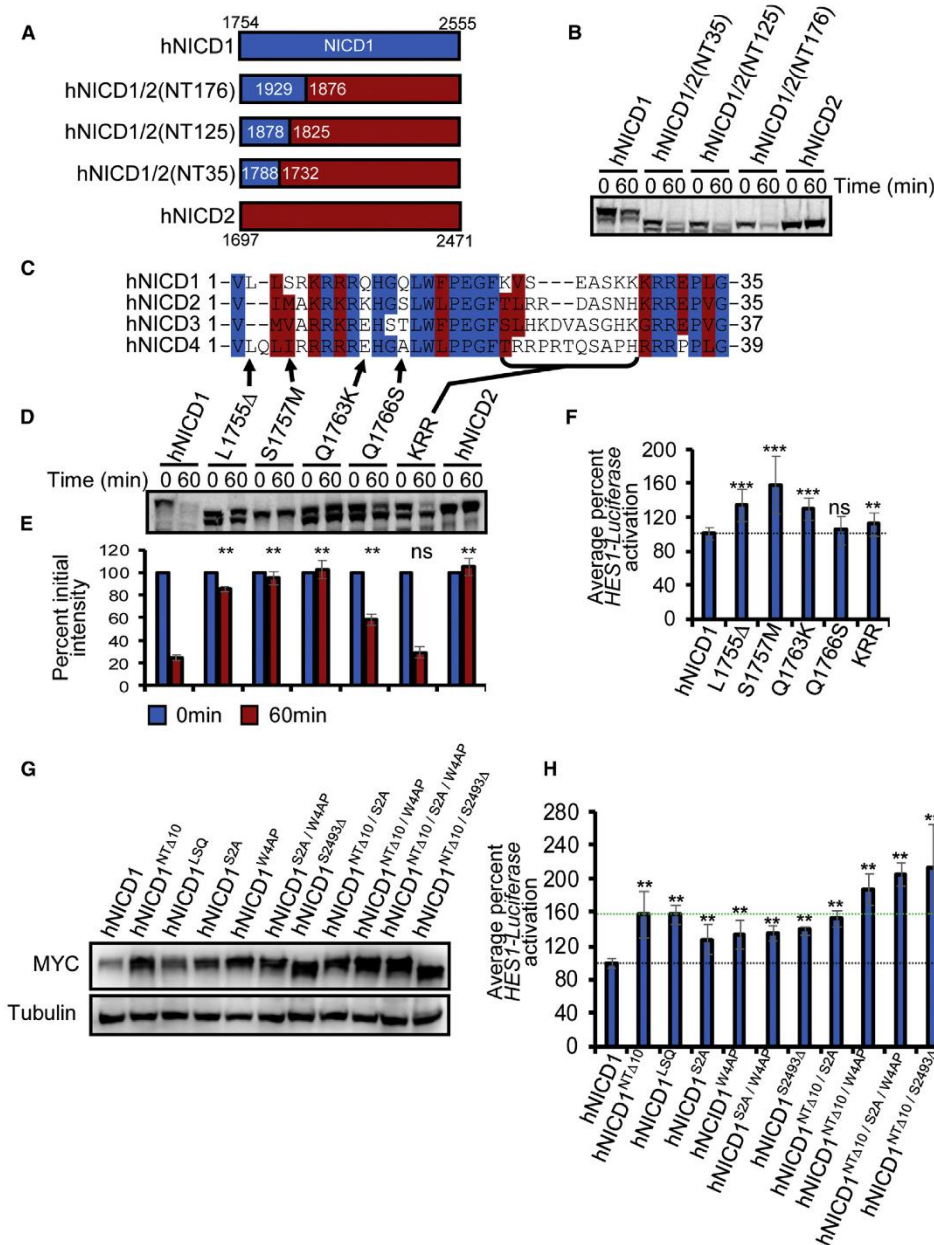 A
1754 2555
hNICD1 NICD1
hNICD1/2(NT176) 1929 1876
hNICD1/2(NT125) 1878 1825
hNICD1/2(NT35) 1788 1732
hNICD2
1697 2471
B
hNICD1 hNICD1/2(NT35) hNICD1/2(NT125) hNICD1/2(NT176) hNICD2
0 60 0 60 0 60 0 60 0 60 Time (min)
C
hNICD1 1-VL-LSRKRRRQHGQLWFPEGFKVS---EASKKKRREPLG-35
hNICD2 1-V--IMAKRKRKHGSLWLPEGFTLRR--DASNHKRREPVG-35
hNICD3 1-V--MVARRKREHSTLWFPEGFSLHKDVASGHKGRREPVG-37
hNICD4 1-VLQLIRRRRREHGALWLPPGFTRRPRTQSAPHRRRPPLG-39
D
hNICD1 L1755Δ S1757M Q1763K Q1766S KRR hNICD2
Time (min) 0 60 0 60 0 60 0 60 0 60 0 60 0 60
E
Percent initial intensity
120
100
80
60
40
20
0
** ** ** ** ns **
0min 60min
F
Average percent
HES1-Luciferase
activation
200
160
120
80
40
0
*** *** *** ns **
hNICD1 L1755Δ S1757M Q1763K Q1766S KRR
G
hNICD1 hNICD1NTΔ10 hNICD1LSQ hNICD1S2A hNICD1W4AP hNICD1S2A / W4AP hNICD1S2493Δ hNICD1NTΔ10 / S2A hNICD1NTΔ10 / W4AP hNICD1NTΔ10 / S2A / W4AP hNICD1NTΔ10 / S2493Δ
MYC
Tubulin
H
Average percent
HES1-Luciferase
activation
280
240
200
160
120
80
40
0
** ** ** ** ** ** ** ** ** **
hNICD1 hNICD1NTΔ10 hNICD1LSQ hNICD1S2A hNCID1W4AP hNICD1S2A / W4AP hNICD1S2493Δ hNICD1NTΔ10 / S2A hNICD1NTΔ10 / W4AP hNICD1NTΔ10 / S2A / W4AP hNICD1NTΔ10 / S2493Δ